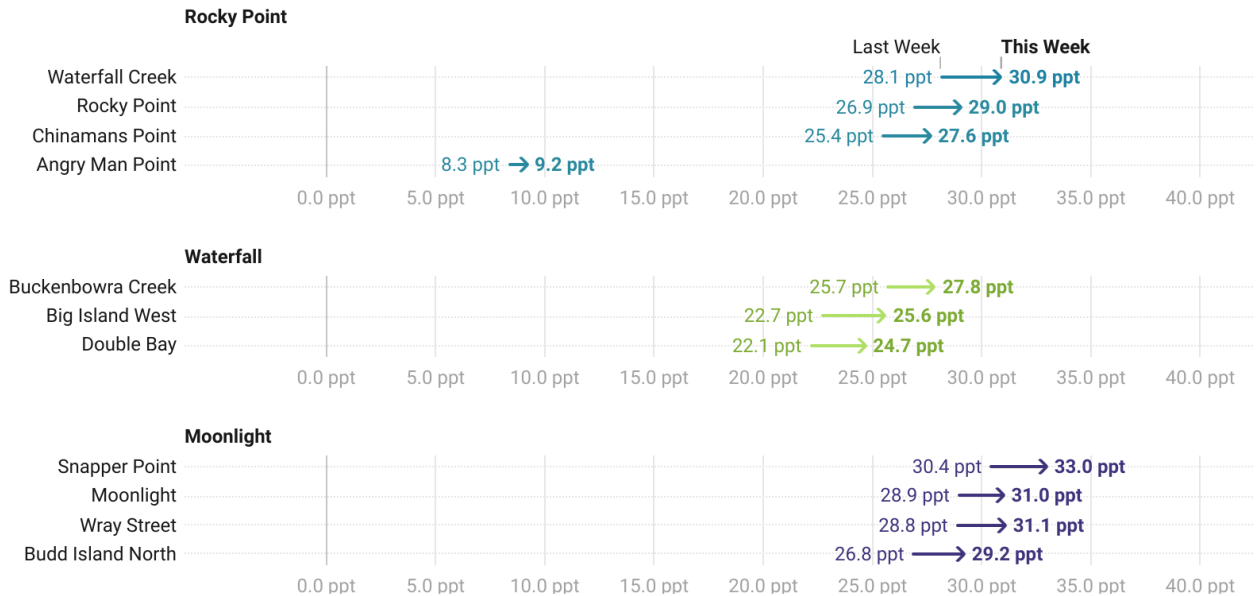 Rocky Point
Last Week This Week
Waterfall Creek 28.1 ppt 30.9 ppt
Rocky Point 26.9 ppt 29.0 ppt
Chinamans Point 25.4 ppt 27.6 ppt
Angry Man Point 8.3 ppt 9.2 ppt
0.0 ppt 5.0 ppt 10.0 ppt 15.0 ppt 20.0 ppt 25.0 ppt 30.0 ppt 35.0 ppt 40.0 ppt
Waterfall
Buckenbowra Creek 25.7 ppt 27.8 ppt
Big Island West 22.7 ppt 25.6 ppt
Double Bay 22.1 ppt 24.7 ppt
0.0 ppt 5.0 ppt 10.0 ppt 15.0 ppt 20.0 ppt 25.0 ppt 30.0 ppt 35.0 ppt 40.0 ppt
Moonlight
Snapper Point 30.4 ppt 33.0 ppt
Moonlight 28.9 ppt 31.0 ppt
Wray Street 28.8 ppt 31.1 ppt
Budd Island North 26.8 ppt 29.2 ppt
0.0 ppt 5.0 ppt 10.0 ppt 15.0 ppt 20.0 ppt 25.0 ppt 30.0 ppt 35.0 ppt 40.0 ppt